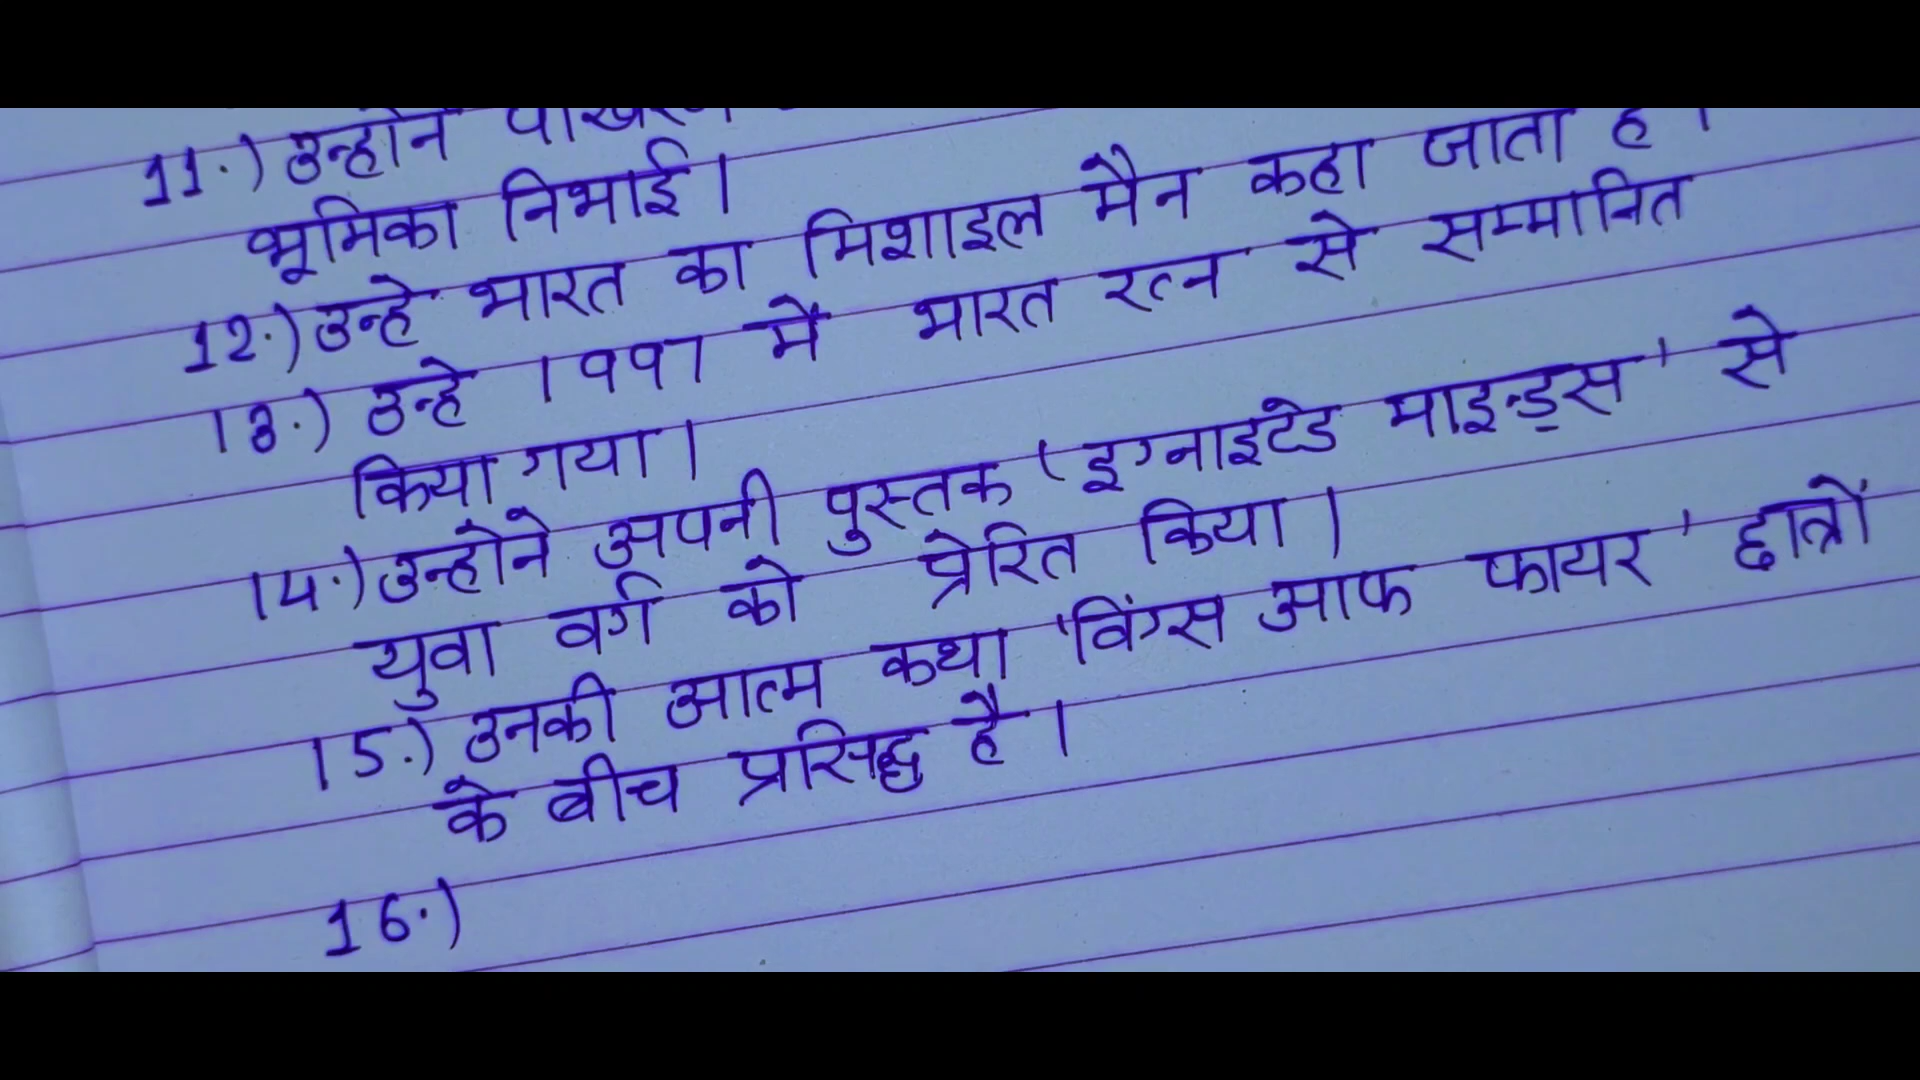 11.) उन्होने पोखरण
भूमिका निभाई।
12.) उन्हे भारत का मिशाइल मैन कहा जाता है।
13.) उन्हे 1997 में भारत रत्न से सम्मानित
किया गया।
14.) उन्होने अपनी पुस्तक 'इग्नाइटेड माइन्ड्स' से
युवा वर्ग को प्रेरित किया।
15.) उनकी आत्म कथा 'विंग्स आफ फायर' छात्रों
के बीच प्रसिद्ध है।
16.)